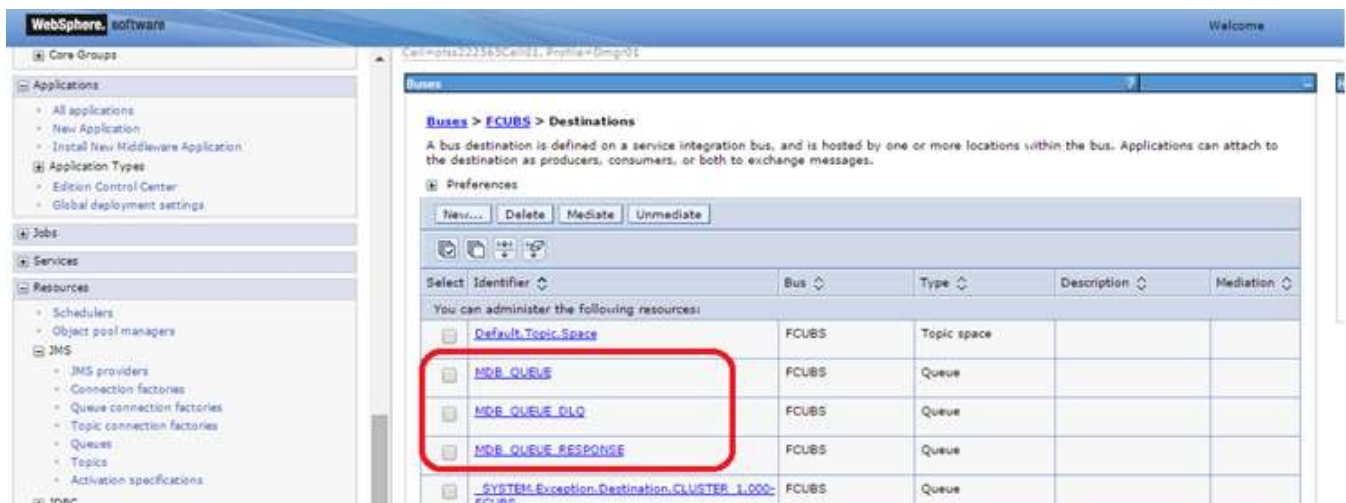 WebSphere. software
Welcome
Core Groups
Applications
All applications
New Application
Install New Middleware Application
Application Types
Edition Control Center
Global deployment settings
Jobs
Services
Resources
Schedulers
Object pool managers
JMS
JMS providers
Connection factories
Queue connection factories
Topic connection factories
Queues
Topics
Activation specifications
JDBC
Buses
?
Buses > FCUBS > Destinations
A bus destination is defined on a service integration bus, and is hosted by one or more locations within the bus. Applications can attach to
the destination as producers, consumers, or both to exchange messages.
Preferences
New... Delete Mediate Unmediate
Select Identifier Bus Type Description Mediation
You can administer the following resources:
Default.Topic.Space FCUBS Topic space
MDB_QUEUE FCUBS Queue
MDB_QUEUE_DLQ FCUBS Queue
MDB_QUEUE_RESPONSE FCUBS Queue
_SYSTEM.Exception.Destination.CLUSTER_1.000- FCUBS Queue
FCUBS